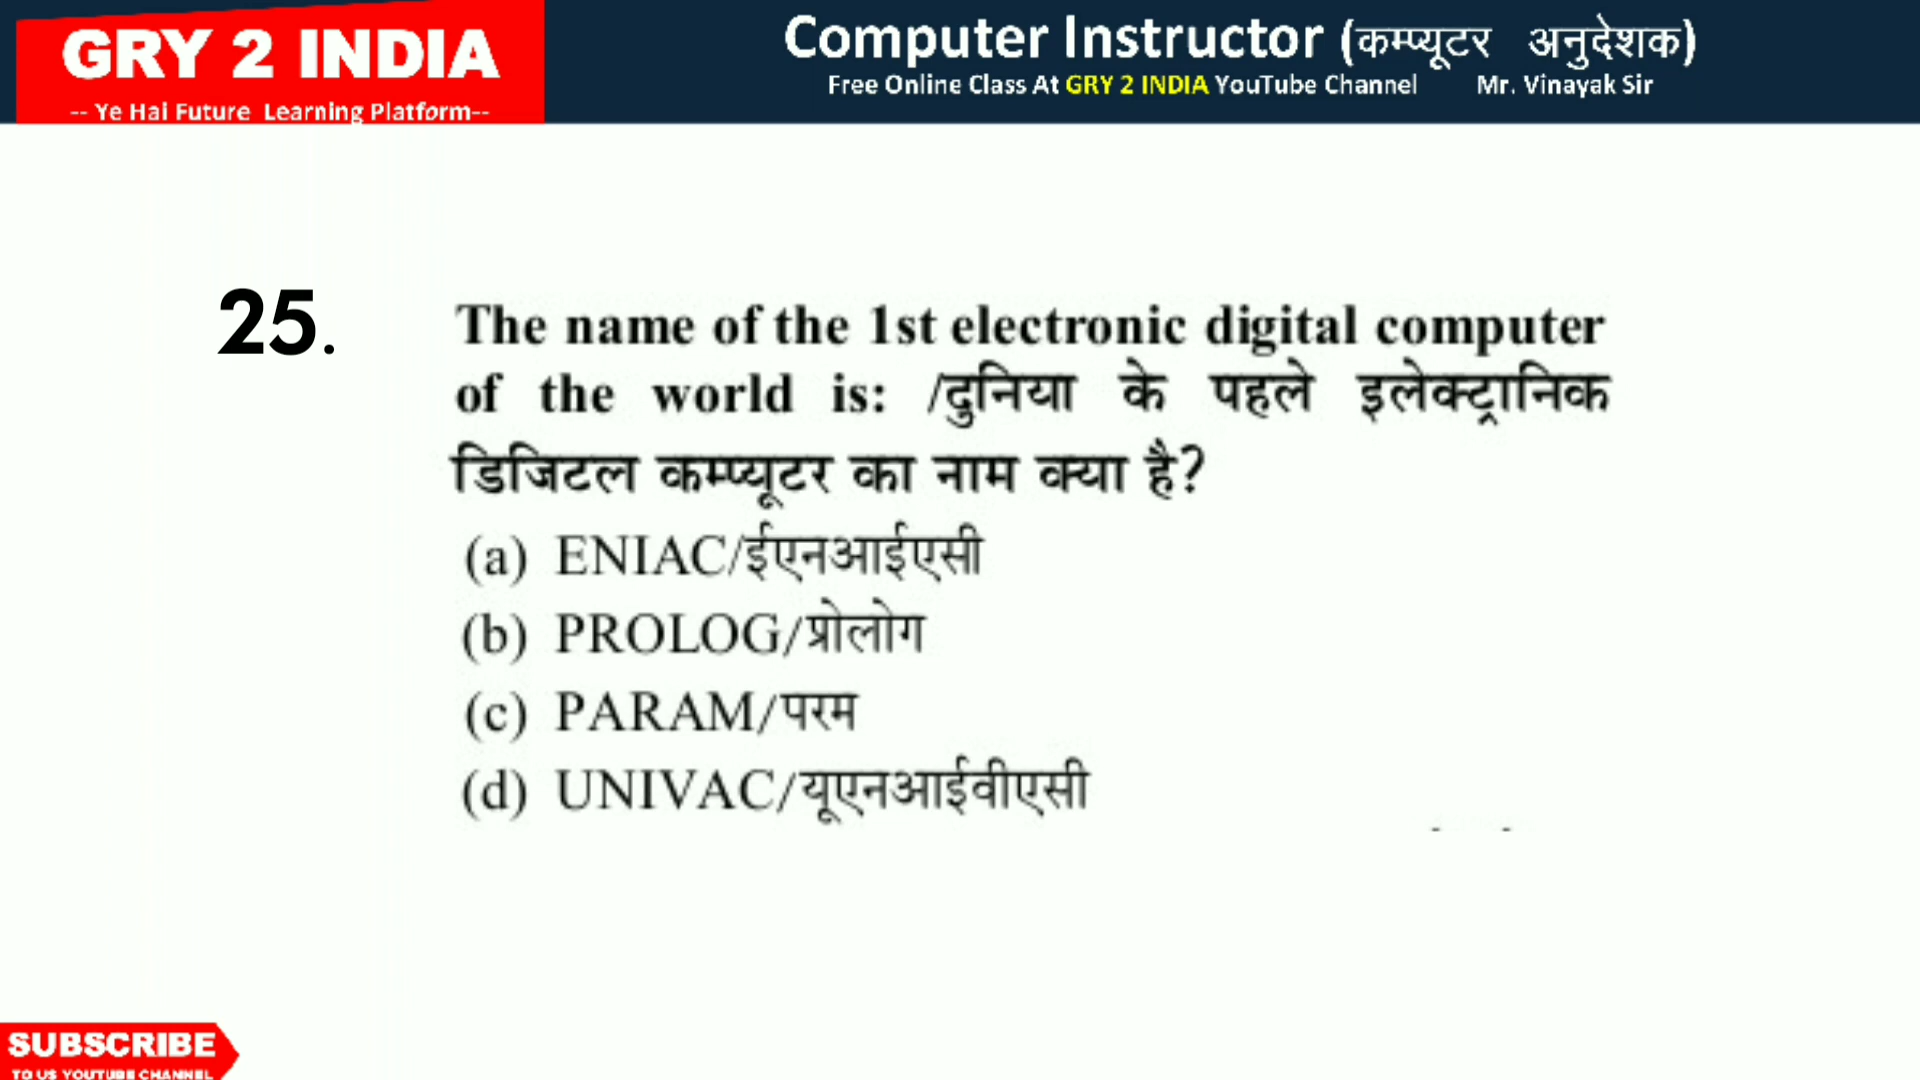 GRY 2 INDIA
-- Ye Hai Future Learning Platform--
Computer Instructor (कम्प्यूटर अनुदेशक)
Free Online Class At GRY 2 INDIA YouTube Channel Mr. Vinayak Sir
25. The name of the 1st electronic digital computer
of the world is: /दुनिया के पहले इलेक्ट्रानिक
डिजिटल कम्प्यूटर का नाम क्या है?
(a) ENIAC/ईएनआईएसी
(b) PROLOG/प्रोलोग
(c) PARAM/परम
(d) UNIVAC/यूएनआईवीएसी
SUBSCRIBE
TO US YOUTUBE CHANNEL